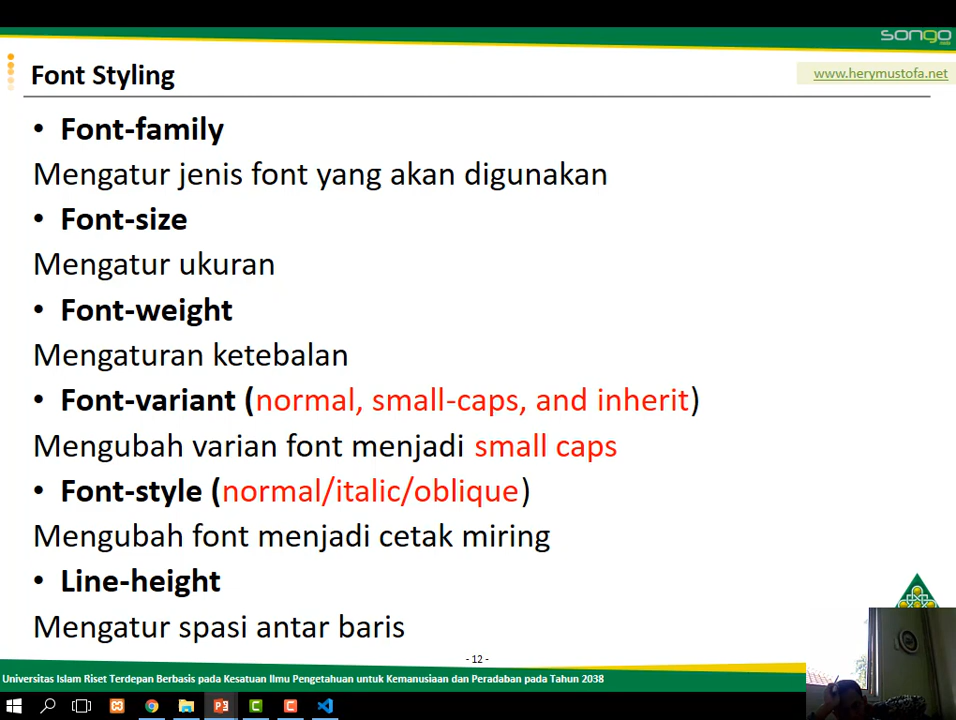 songo
Font Styling
www.herymustofa.net
• Font-family
Mengatur jenis font yang akan digunakan
• Font-size
Mengatur ukuran
• Font-weight
Mengaturan ketebalan
• Font-variant (normal, small-caps, and inherit)
Mengubah varian font menjadi small caps
• Font-style (normal/italic/oblique)
Mengubah font menjadi cetak miring
• Line-height
Mengatur spasi antar baris
- 12 -
Universitas Islam Riset Terdepan Berbasis pada Kesatuan Ilmu Pengetahuan untuk Kemanusiaan dan Peradaban pada Tahun 2038